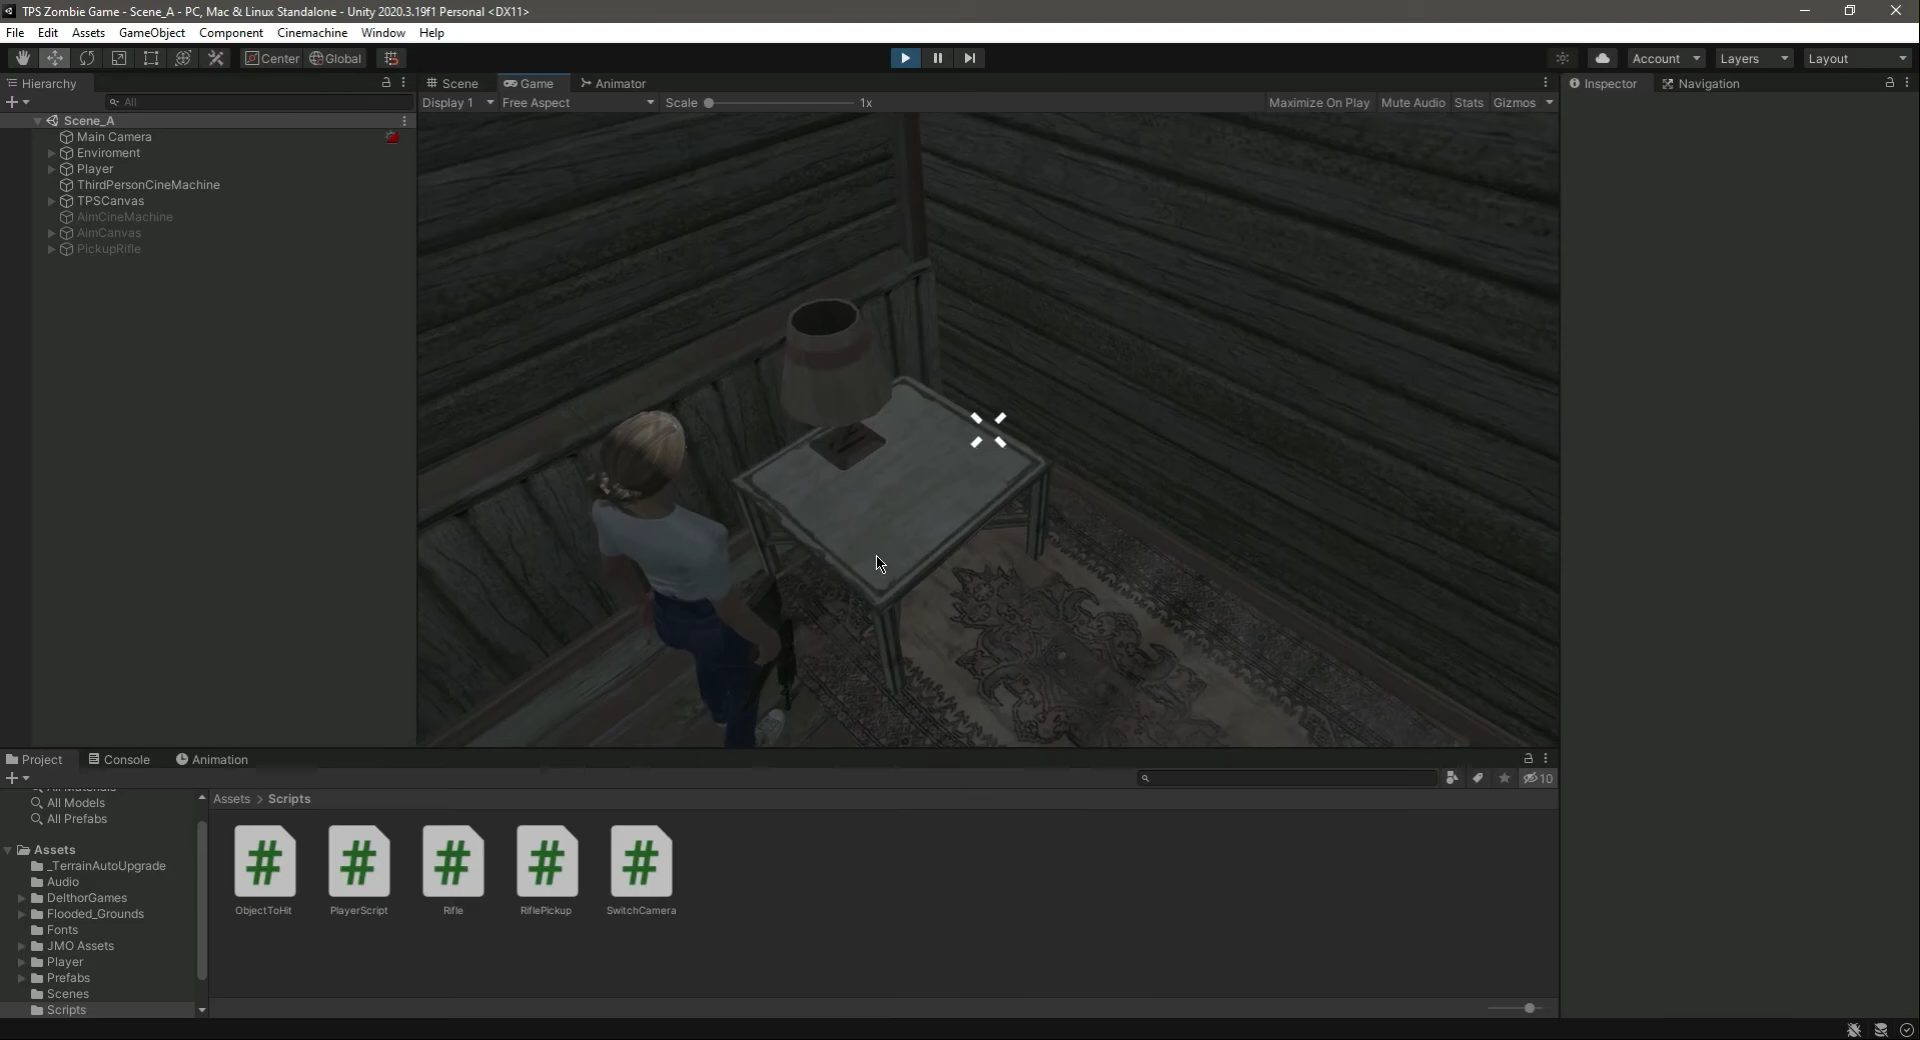 TPS Zombie Game - Scene_A - PC, Mac & Linux Standalone - Unity 2020.3.19f1 Personal <DX11>
File Edit Assets GameObject Component Cinemachine Window Help
Center Global Account Layers Layout
Hierarchy Scene Game Animator Inspector Navigation
All Display 1 Free Aspect Scale 1x Maximize On Play Mute Audio Stats Gizmos
Scene_A
Main Camera
Enviroment
Player
ThirdPersonCineMachine
TPSCanvas
AimCineMachine
AimCanvas
PickupRifle
Project Console Animation
10
All Materials
All Models
All Prefabs
Assets
_TerrainAutoUpgrade
Audio
DelthorGames
Flooded_Grounds
Fonts
JMO Assets
Player
Prefabs
Scenes
Scripts
Assets > Scripts
ObjectToHit PlayerScript Rifle RiflePickup SwitchCamera